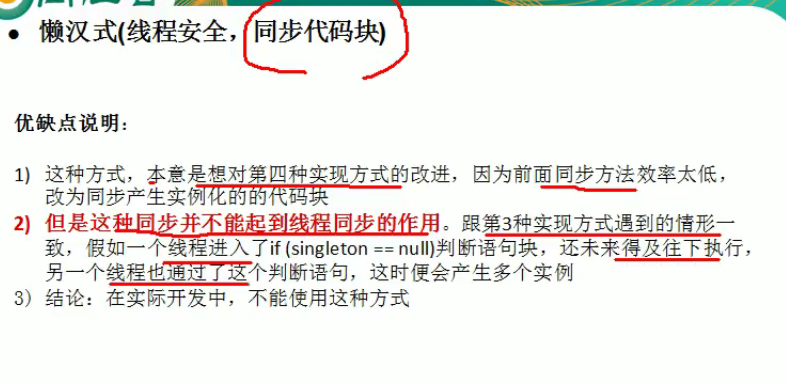 ● 懒汉式(线程安全，同步代码块)
优缺点说明：
1) 这种方式，本意是想对第四种实现方式的改进，因为前面同步方法效率太低，
改为同步产生实例化的的代码块
2) 但是这种同步并不能起到线程同步的作用。跟第3种实现方式遇到的情形一
致，假如一个线程进入了if (singleton == null)判断语句块，还未来得及往下执行，
另一个线程也通过了这个判断语句，这时便会产生多个实例
3) 结论：在实际开发中，不能使用这种方式